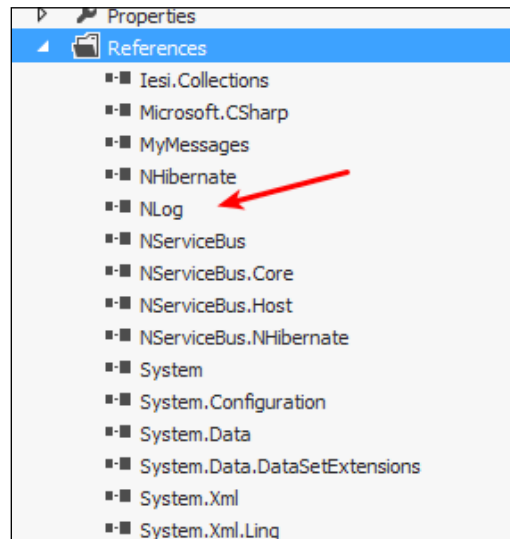 Properties
References
Iesi.Collections
Microsoft.CSharp
MyMessages
NHibernate
NLog
NServiceBus
NServiceBus.Core
NServiceBus.Host
NServiceBus.NHibernate
System
System.Configuration
System.Data
System.Data.DataSetExtensions
System.Xml
System.Xml.Linq